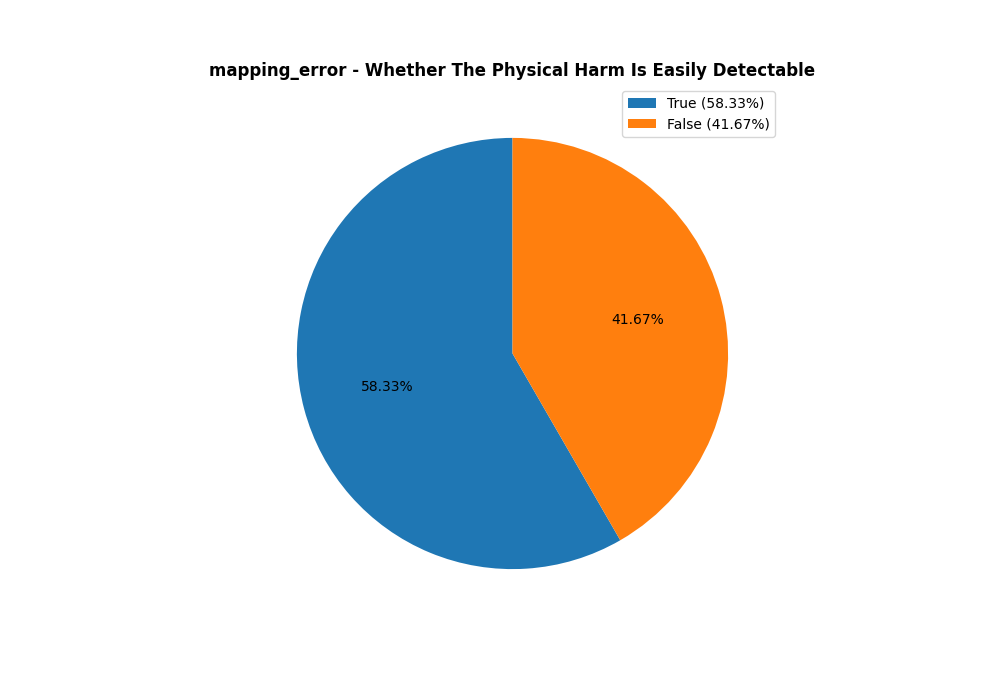 mapping_error - Whether The Physical Harm Is Easily Detectable
True (58.33%)
False (41.67%)
41.67%
58.33%